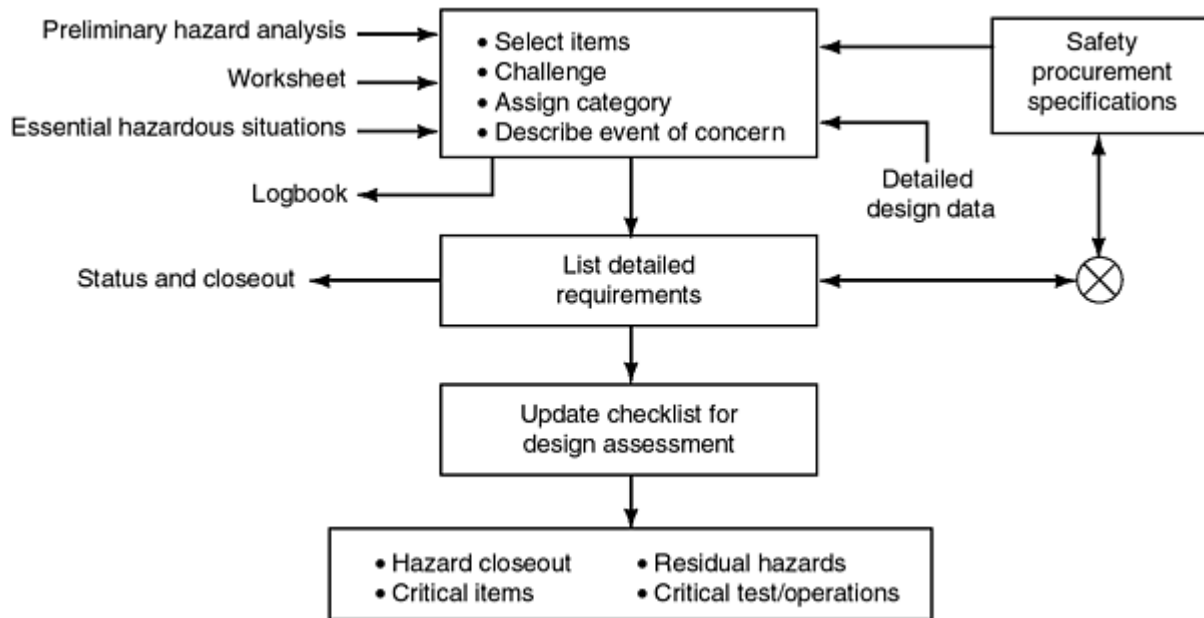 Preliminary hazard analysis
Worksheet
Essential hazardous situations
• Select items
• Challenge
• Assign category
• Describe event of concern
Safety
procurement
specifications
Logbook
Detailed
design data
Status and closeout
List detailed
requirements
Update checklist for
design assessment
• Hazard closeout
• Critical items
• Residual hazards
• Critical test/operations